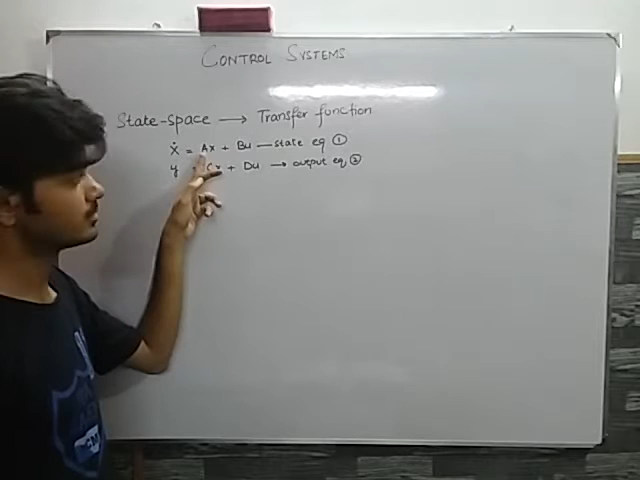 CONTROL SYSTEMS
State-space → Transfer function
ẋ = Ax + Bu — state eq ①
y = Cx + Du → output eq ②